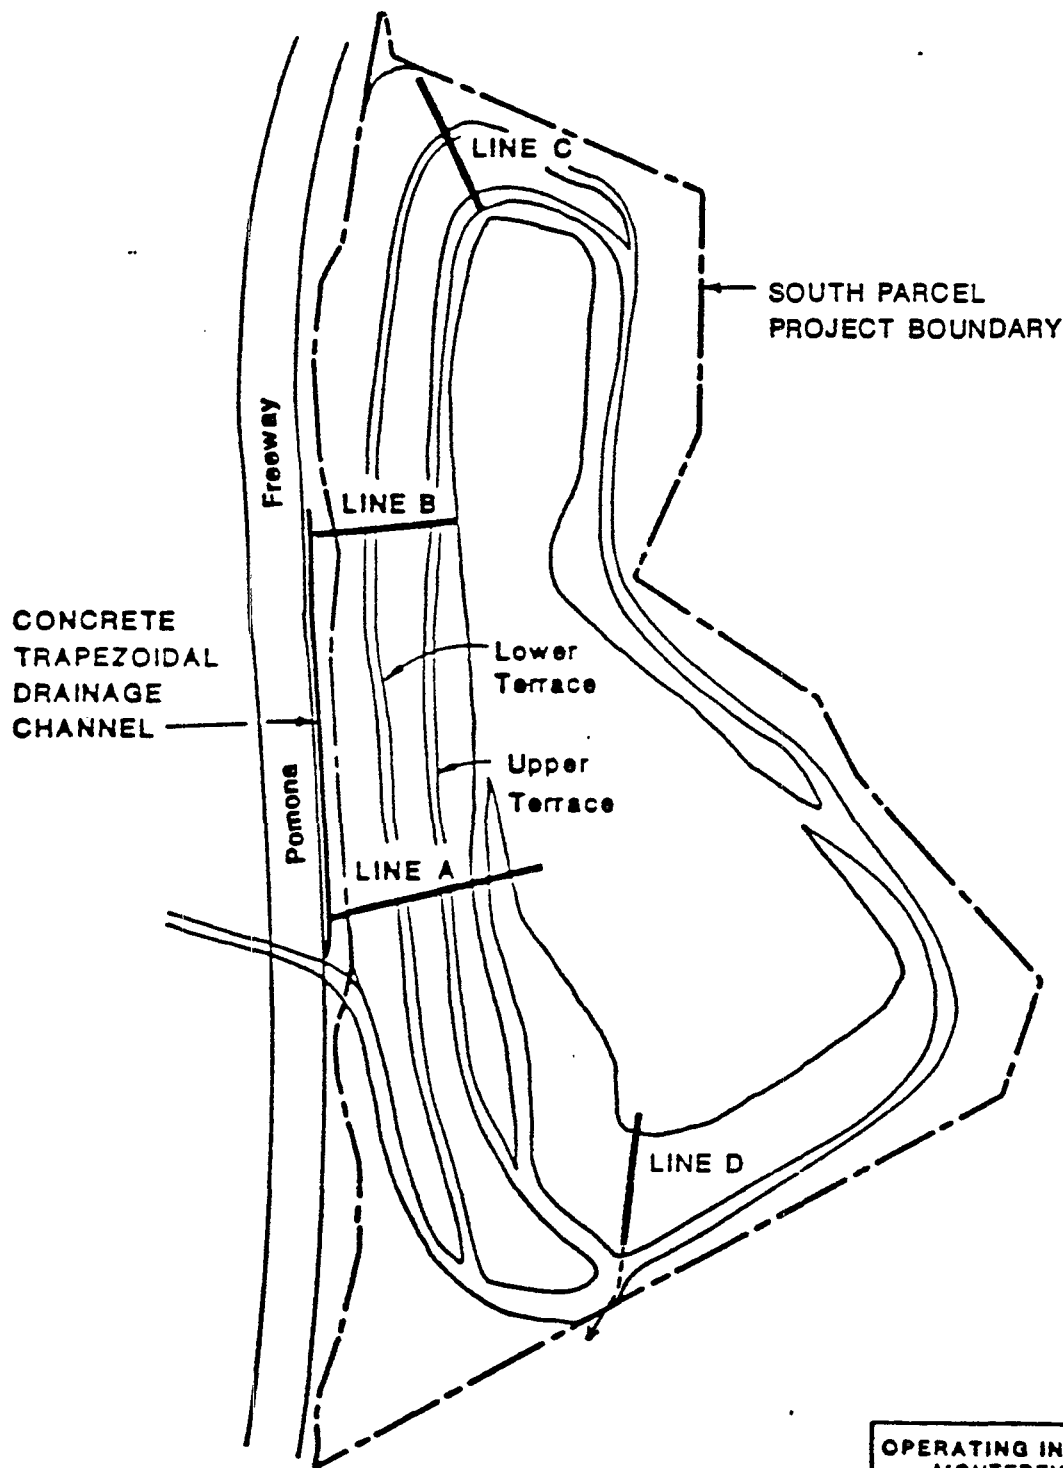 LINE C
SOUTH PARCEL
PROJECT BOUNDARY
Freeway
LINE B
CONCRETE
TRAPEZOIDAL
DRAINAGE
CHANNEL
Lower
Terrace
Upper
Terrace
Pomona
LINE A
LINE D
OPERATING IN